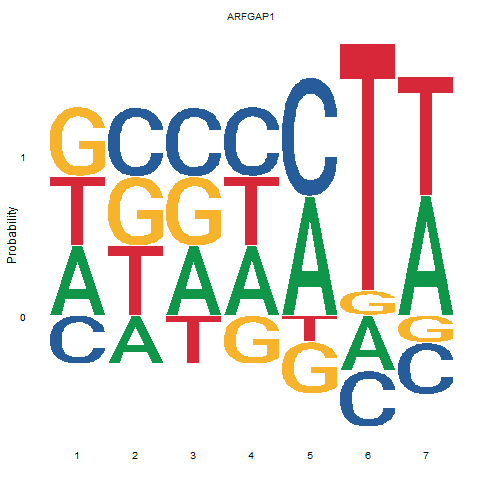 ARFGAP1
Probability
1
0
G C C C C T T
T G G T A G A
A T A A T A G
C A T G G C C
1 2 3 4 5 6 7